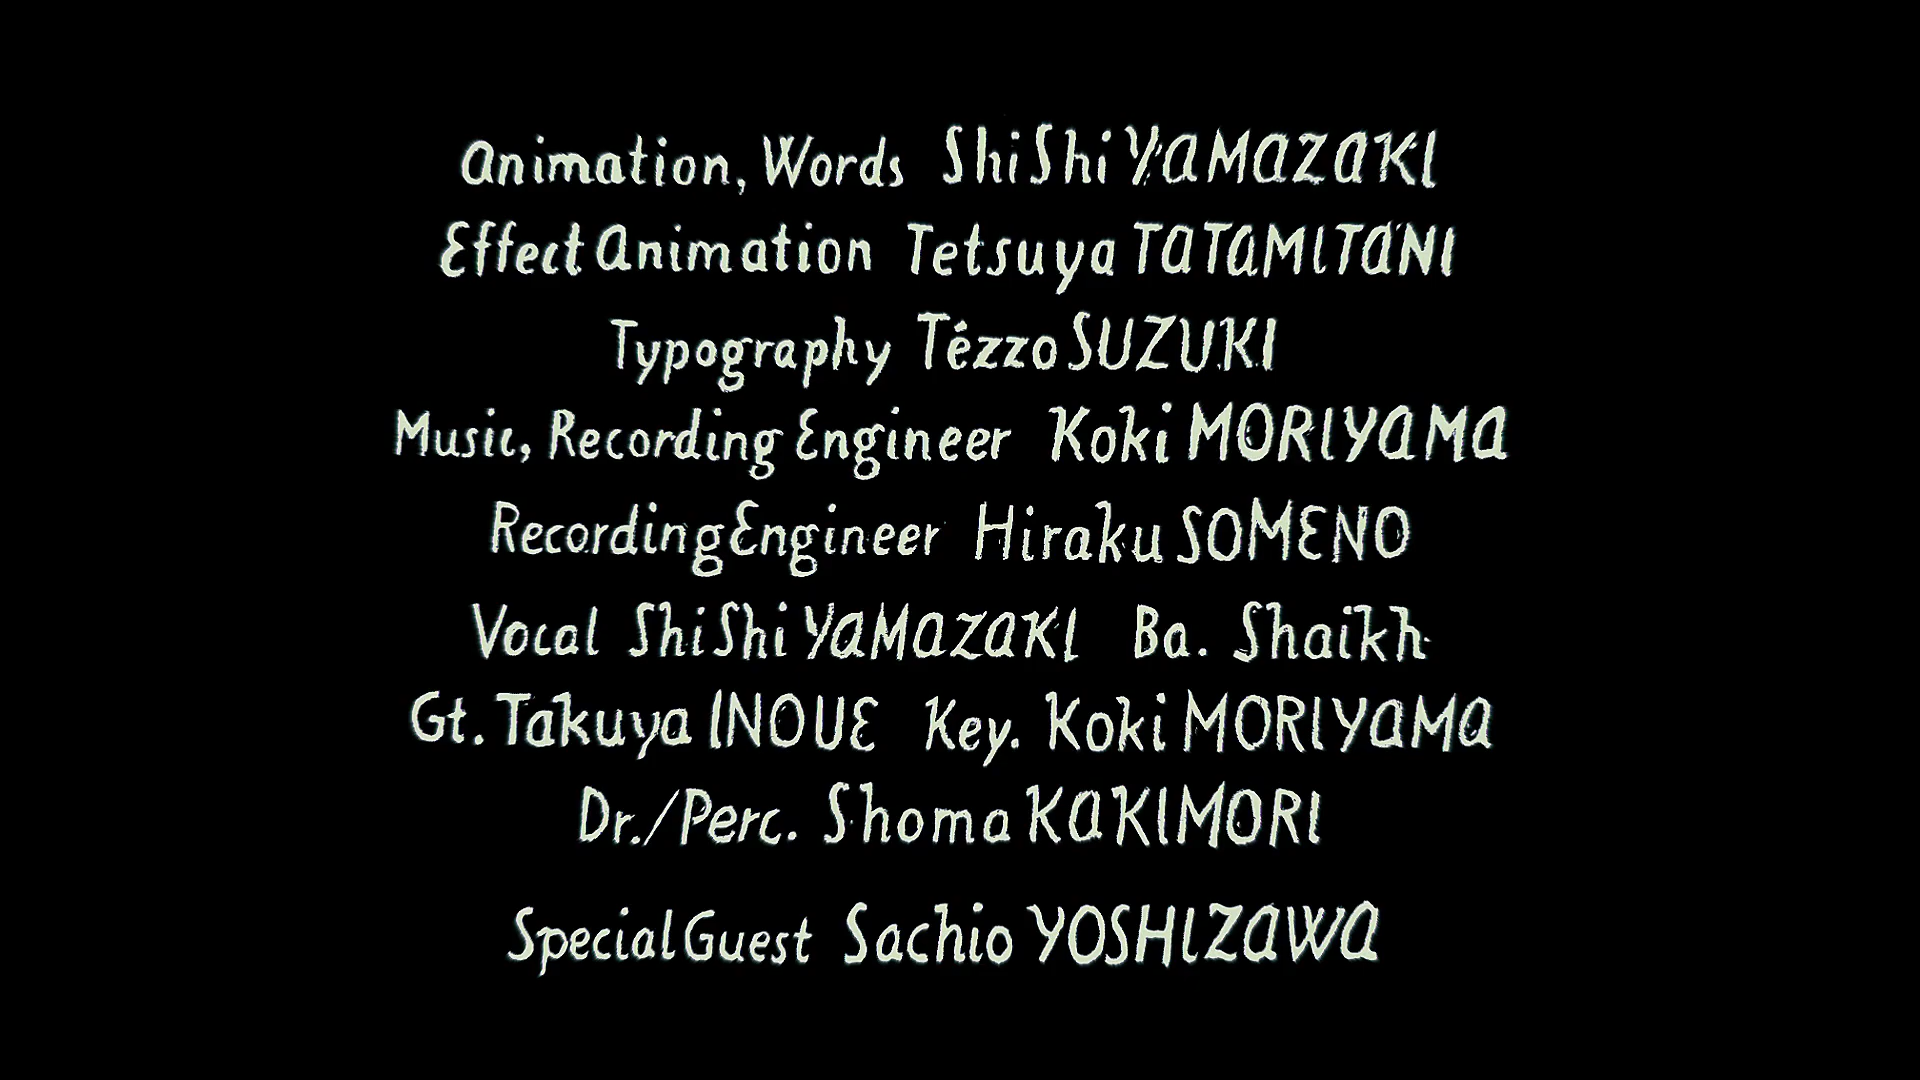 Animation, Words ShiShi YAMAZAKI
Effect Animation Tetsuya TATAMITANI
Typography Tézzo SUZUKI
Music, Recording Engineer Koki MORIYAMA
Recording Engineer Hiraku SOMENO
Vocal ShiShi YAMAZAKI Ba. Shaikh
Gt. Takuya INOUE Key. Koki MORIYAMA
Dr./Perc. Shoma KAKIMORI
Special Guest Sachio YOSHIZAWA